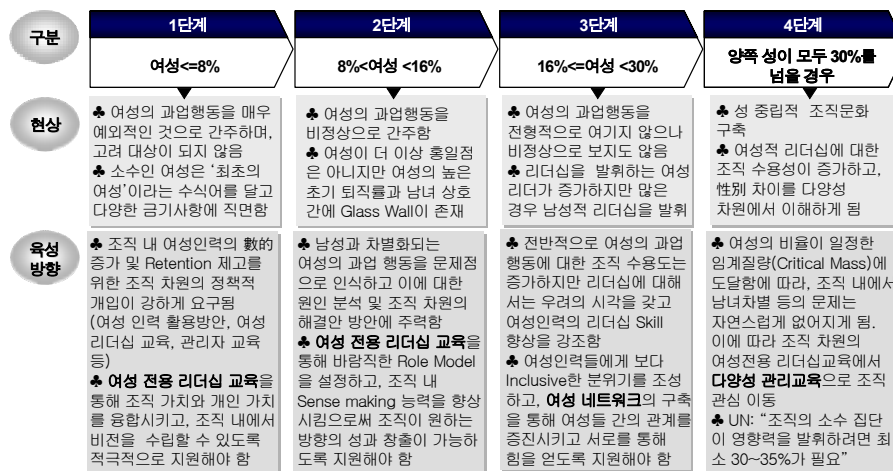 구분
1단계
여성<=8%
2단계
8%<여성 <16%
3단계
16%<=여성 <30%
4단계
양쪽 성이 모두 30%를
넘을 경우
현상
♣ 여성의 과업행동을 매우
예외적인 것으로 간주하며,
고려 대상이 되지 않음
♣ 소수인 여성은 ‘최초의
여성’이라는 수식어를 달고
다양한 금기사항에 직면함
♣ 여성의 과업행동을
비정상으로 간주함
♣ 여성이 더 이상 홍일점
은 아니지만 여성의 높은
초기 퇴직률과 남녀 상호
간에 Glass Wall이 존재
♣ 여성의 과업행동을
전형적으로 여기지 않으나
비정상으로 보지도 않음
♣ 리더십을 발휘하는 여성
리더가 증가하지만 많은
경우 남성적 리더십을 발휘
♣ 성 중립적 조직문화
구축
♣ 여성적 리더십에 대한
조직 수용성이 증가하고,
性別 차이를 다양성
차원에서 이해하게 됨
육성
방향
♣ 조직 내 여성인력의 數的
증가 및 Retention 제고를
위한 조직 차원의 정책적
개입이 강하게 요구됨
(여성 인력 활용방안, 여성
리더십 교육, 관리자 교육
등)
♣ 여성 전용 리더십 교육을
통해 조직 가치와 개인 가치
를 융합시키고, 조직 내에서
비전을 수립할 수 있도록
적극적으로 지원해야 함
♣ 남성과 차별화되는
여성의 과업 행동을 문제점
으로 인식하고 이에 대한
원인 분석 및 조직 차원의
해결안 방안에 주력함
♣ 여성 전용 리더십 교육을
통해 바람직한 Role Model
을 설정하고, 조직 내
Sense making 능력을 향상
시킴으로써 조직이 원하는
방향의 성과 창출이 가능하
도록 지원해야 함
♣ 전반적으로 여성의 과업
행동에 대한 조직 수용도는
증가하지만 리더십에 대해
서는 우려의 시각을 갖고
여성인력의 리더십 Skill
향상을 강조함
♣ 여성인력들에게 보다
Inclusive한 분위기를 조성
하고, 여성 네트워크의 구축
을 통해 여성들 간의 관계를
증진시키고 서로를 통해
힘을 얻도록 지원해야 함
♣ 여성의 비율이 일정한
임계질량(Critical Mass)에
도달함에 따라, 조직 내에서
남녀차별 등의 문제는
자연스럽게 없어지게 됨.
이에 따라 조직 차원의
여성전용 리더십교육에서
다양성 관리교육으로 조직
관심 이동
♣ UN: “조직의 소수 집단
이 영향력을 발휘하려면 최
소 30~35%가 필요”